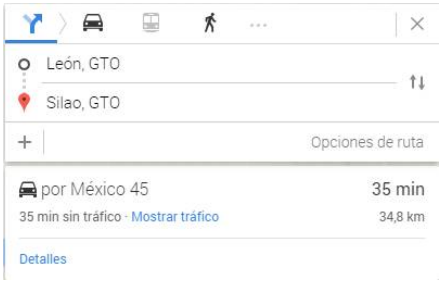 León, GTO
Silao, GTO
Opciones de ruta
por México 45 35 min
35 min sin tráfico · Mostrar tráfico 34,8 km
Detalles